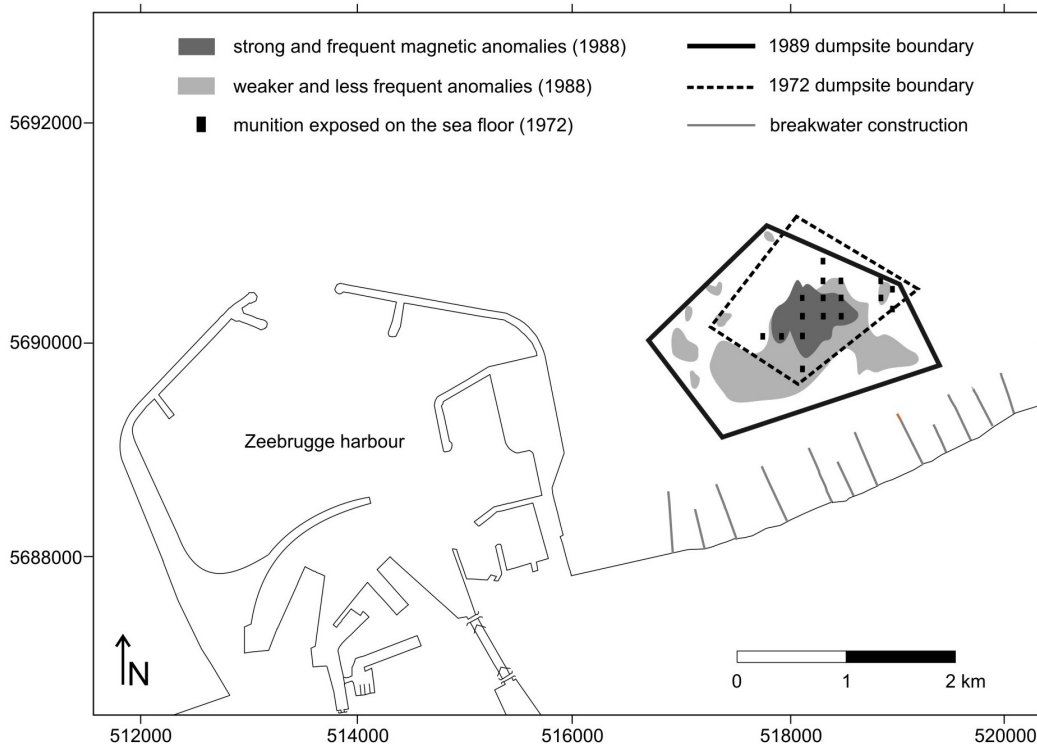 strong and frequent magnetic anomalies (1988)
weaker and less frequent anomalies (1988)
munition exposed on the sea floor (1972)
1989 dumpsite boundary
1972 dumpsite boundary
breakwater construction
5692000
5690000
5688000
Zeebrugge harbour
N
0 1 2 km
512000 514000 516000 518000 520000